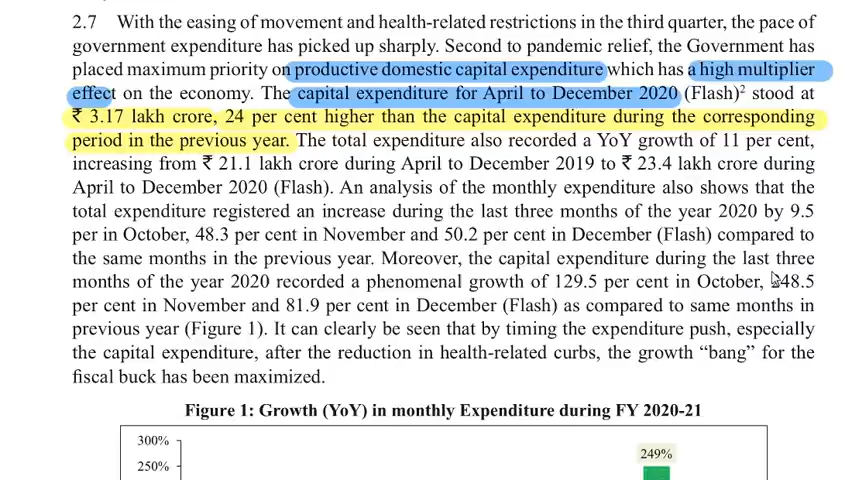 2.7 With the easing of movement and health-related restrictions in the third quarter, the pace of
government expenditure has picked up sharply. Second to pandemic relief, the Government has
placed maximum priority on productive domestic capital expenditure which has a high multiplier
effect on the economy. The capital expenditure for April to December 2020 (Flash)² stood at
₹ 3.17 lakh crore, 24 per cent higher than the capital expenditure during the corresponding
period in the previous year. The total expenditure also recorded a YoY growth of 11 per cent,
increasing from ₹ 21.1 lakh crore during April to December 2019 to ₹ 23.4 lakh crore during
April to December 2020 (Flash). An analysis of the monthly expenditure also shows that the
total expenditure registered an increase during the last three months of the year 2020 by 9.5
per in October, 48.3 per cent in November and 50.2 per cent in December (Flash) compared to
the same months in the previous year. Moreover, the capital expenditure during the last three
months of the year 2020 recorded a phenomenal growth of 129.5 per cent in October, 248.5
per cent in November and 81.9 per cent in December (Flash) as compared to same months in
previous year (Figure 1). It can clearly be seen that by timing the expenditure push, especially
the capital expenditure, after the reduction in health-related curbs, the growth “bang” for the
fiscal buck has been maximized.
Figure 1: Growth (YoY) in monthly Expenditure during FY 2020-21
300%
249%
250%